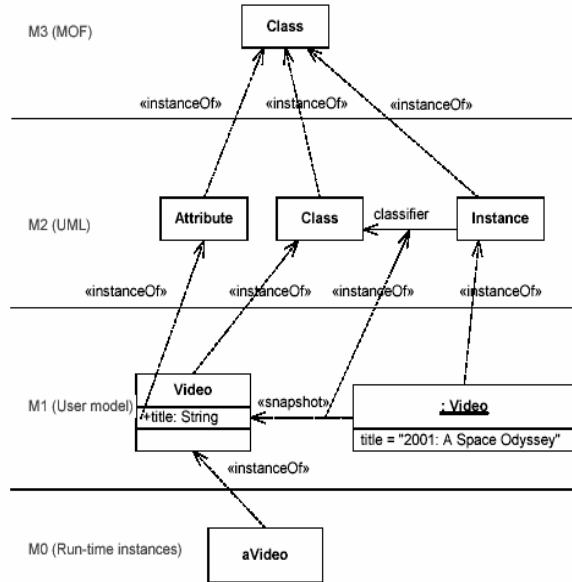 M3 (MOF)
Class
«instanceOf» «instanceOf» «instanceOf»
M2 (UML)
Attribute
Class
classifier
Instance
«instanceOf» «instanceOf» «instanceOf» «instanceOf»
M1 (User model)
Video
+title: String
«snapshot»
: Video
title = "2001: A Space Odyssey"
«instanceOf»
M0 (Run-time instances)
aVideo